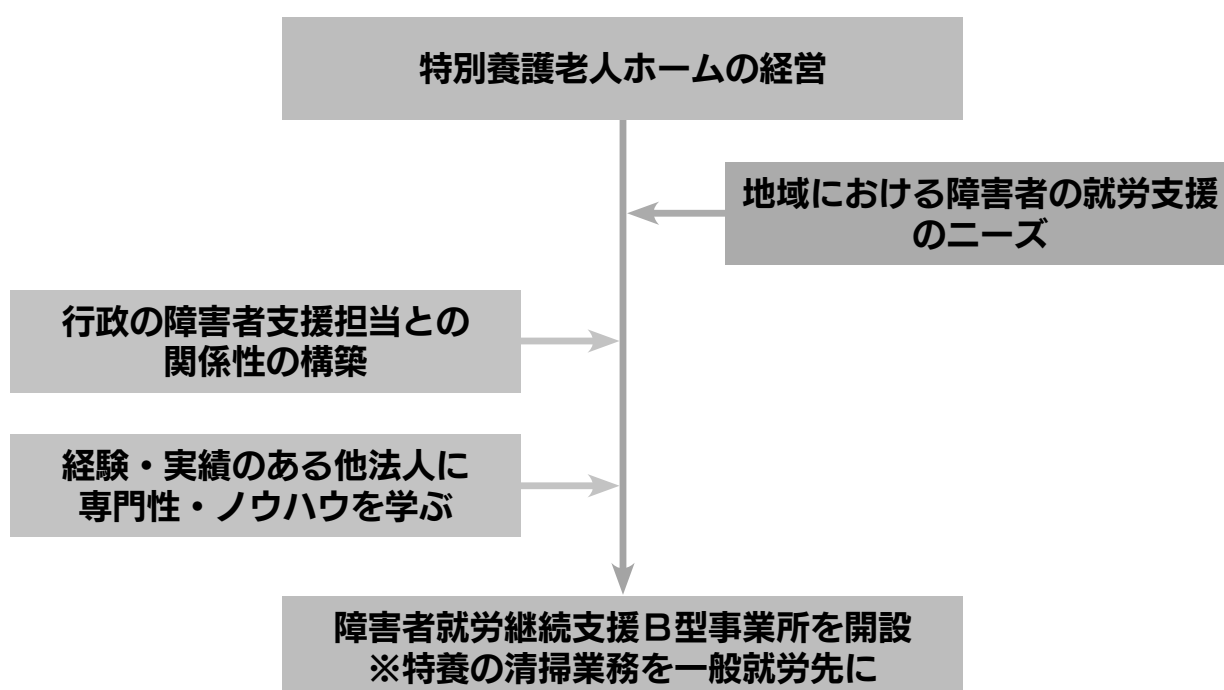 特別養護老人ホームの経営
地域における障害者の就労支援
のニーズ
行政の障害者支援担当との
関係性の構築
経験・実績のある他法人に
専門性・ノウハウを学ぶ
障害者就労継続支援Ｂ型事業所を開設
※特養の清掃業務を一般就労先に